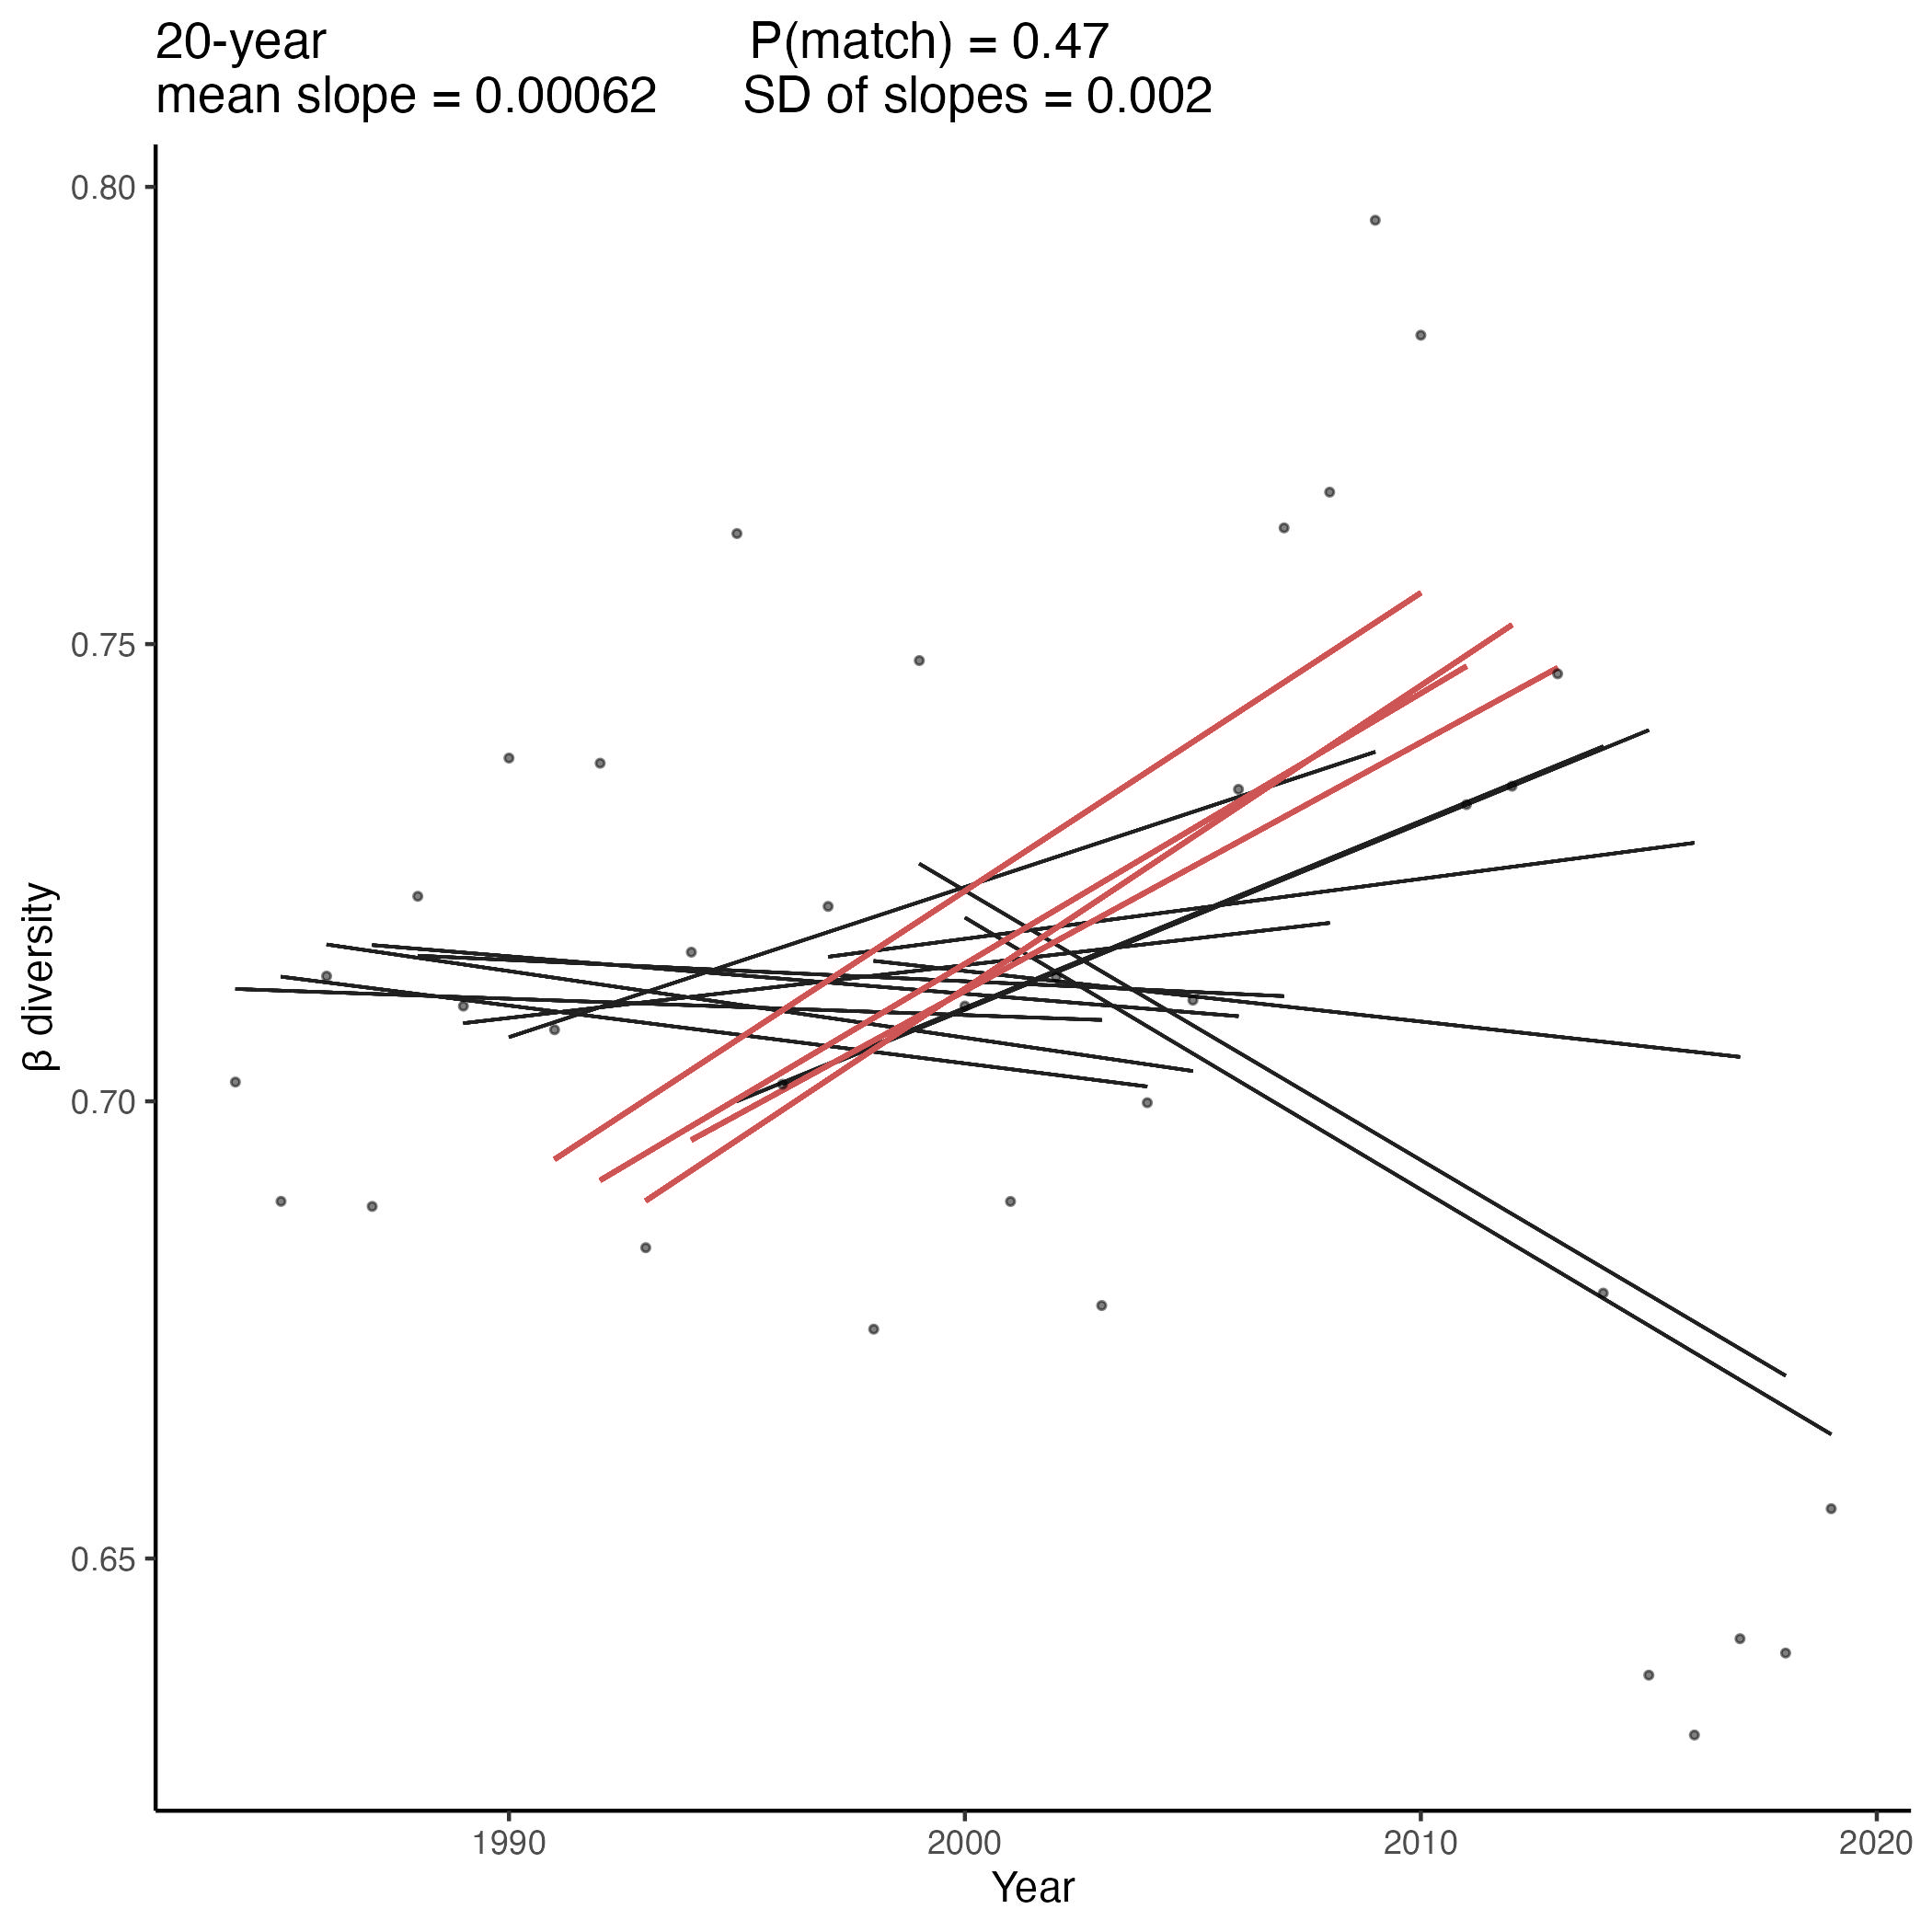 20-year P(match) = 0.47
mean slope = 0.00062 SD of slopes = 0.002
0.80
0.75
0.70
0.65
β diversity
1990 2000 2010 2020
Year